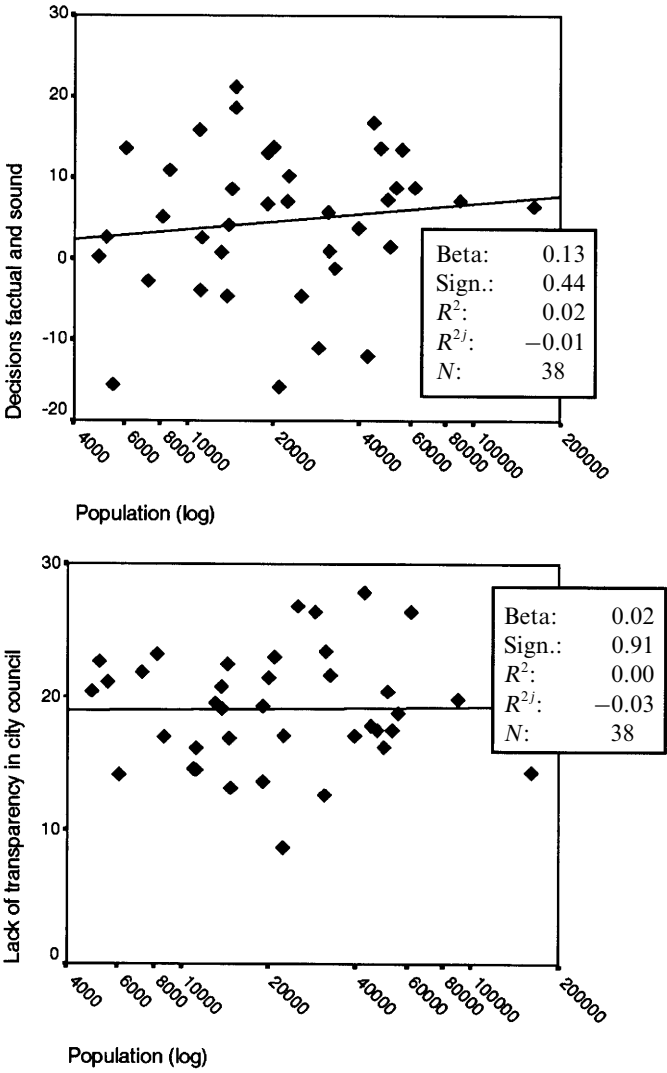 30
20
10
0
-10
-20
Decisions factual and sound
Beta: 0.13
Sign.: 0.44
R²: 0.02
R²ʲ: −0.01
N: 38
4000 6000 8000 10000 20000 40000 60000 80000 100000 200000
Population (log)
30
20
10
0
Lack of transparency in city council
Beta: 0.02
Sign.: 0.91
R²: 0.00
R²ʲ: −0.03
N: 38
4000 6000 8000 10000 20000 40000 60000 80000 100000 200000
Population (log)